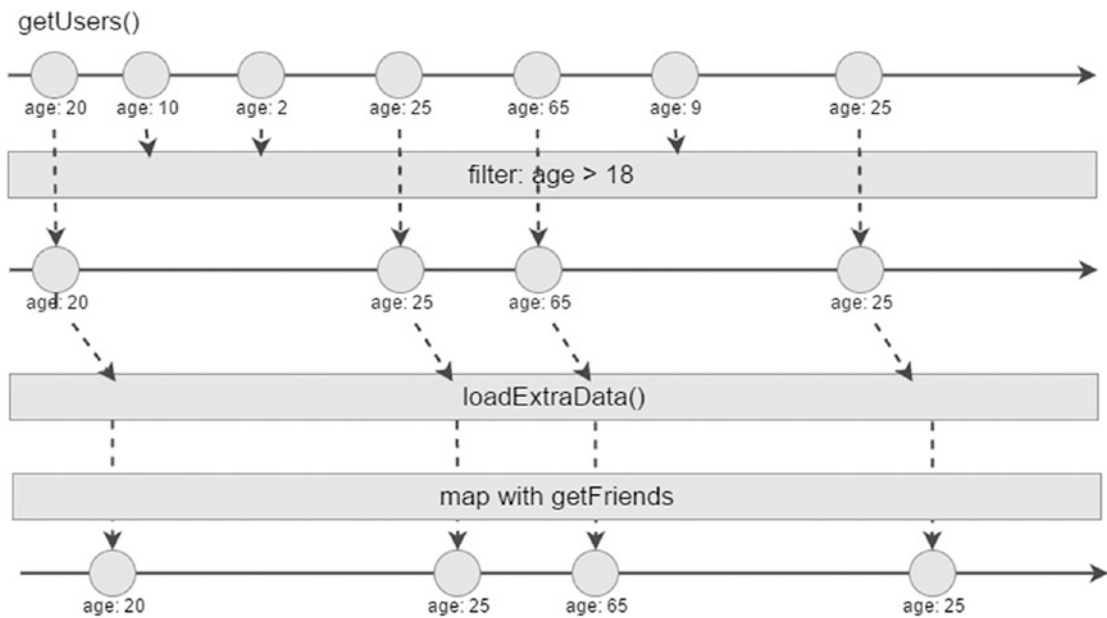 getUsers()
age: 20 age: 10 age: 2 age: 25 age: 65 age: 9 age: 25
filter: age > 18
age: 20 age: 25 age: 65 age: 25
loadExtraData()
map with getFriends
age: 20 age: 25 age: 65 age: 25